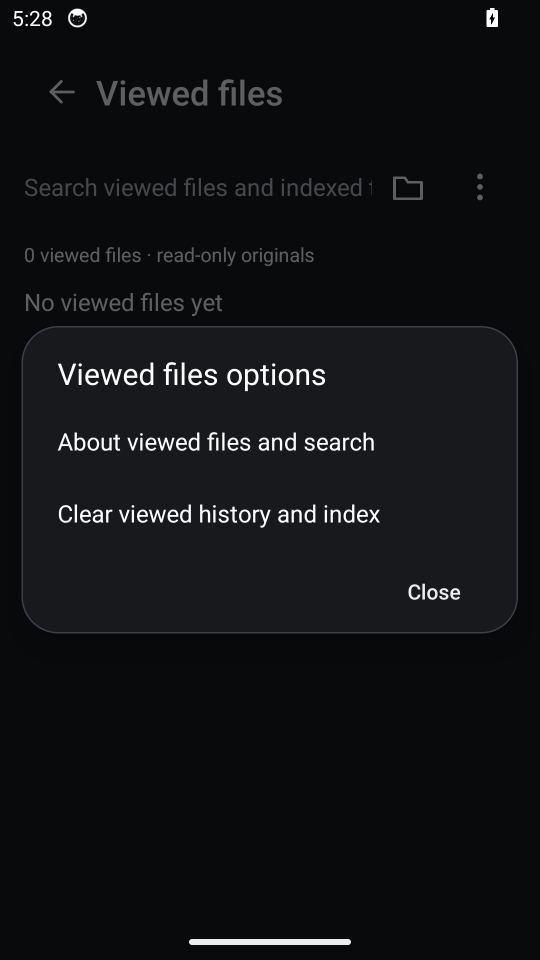 5:28
Viewed files
Search viewed files and indexed
0 viewed files · read-only originals
No viewed files yet
Viewed files options
About viewed files and search
Clear viewed history and index
Close